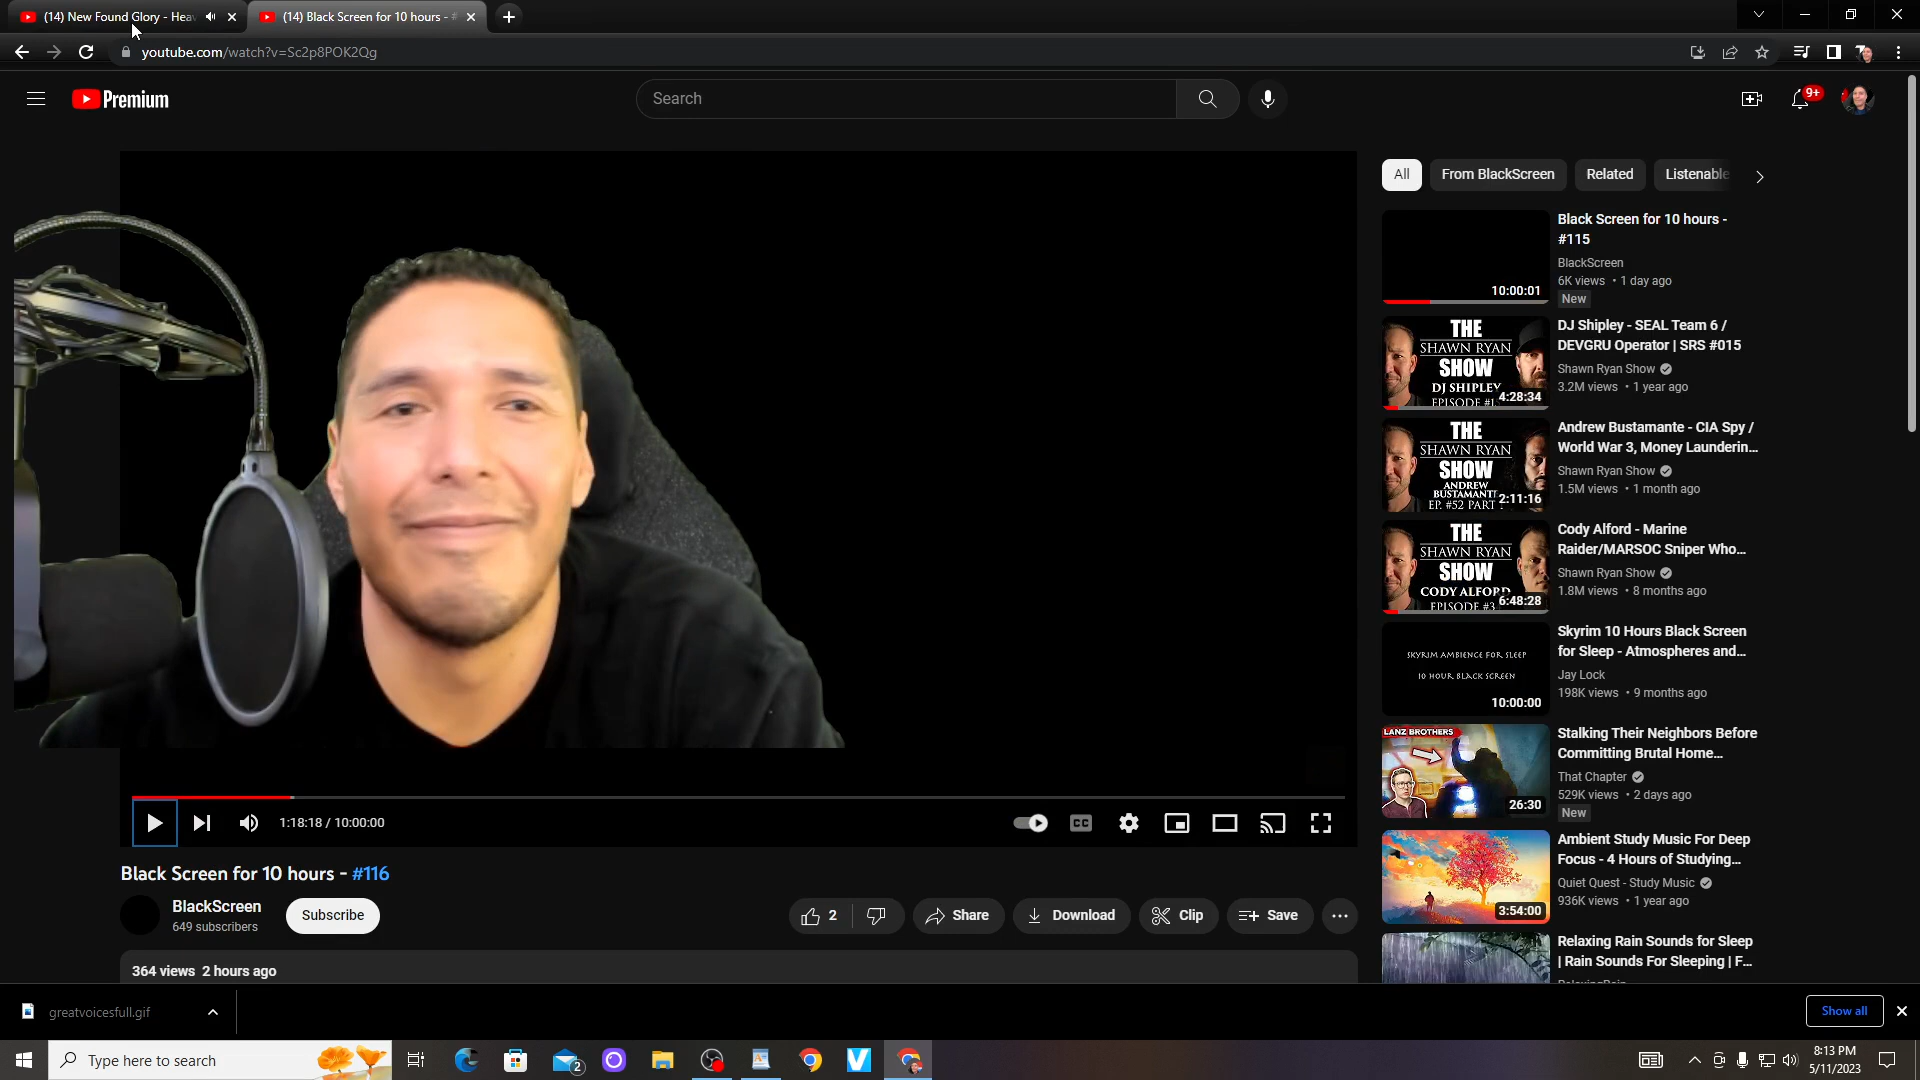 (14) New Found Glory - Hea
(14) Black Screen for 10 hours - #
youtube.com/watch?v=Sc2p8POK2Qg
Premium
Search
9+
All
From BlackScreen
Related
Listenable
Black Screen for 10 hours -
#115
BlackScreen
6K views • 1 day ago
New
10:00:01
THE
SHAWN RYAN
SHOW
DJ SHIPLEY
EPISODE #1
4:28:34
DJ Shipley - SEAL Team 6 /
DEVGRU Operator | SRS #015
Shawn Ryan Show
3.2M views • 1 year ago
THE
SHAWN RYAN
SHOW
ANDREW
BUSTAMANTE
EP. #52 PART
2:11:16
Andrew Bustamante - CIA Spy /
World War 3, Money Launderin...
Shawn Ryan Show
1.5M views • 1 month ago
THE
SHAWN RYAN
SHOW
CODY ALFORD
EPISODE #3
6:48:28
Cody Alford - Marine
Raider/MARSOC Sniper Who...
Shawn Ryan Show
1.8M views • 8 months ago
SKYRIM AMBIENCE FOR SLEEP
10 HOUR BLACK SCREEN
10:00:00
Skyrim 10 Hours Black Screen
for Sleep - Atmospheres and...
Jay Lock
198K views • 9 months ago
LANZ BROTHERS
26:30
Stalking Their Neighbors Before
Committing Brutal Home...
That Chapter
529K views • 2 days ago
New
3:54:00
Ambient Study Music For Deep
Focus - 4 Hours of Studying...
Quiet Quest - Study Music
936K views • 1 year ago
Relaxing Rain Sounds for Sleep
| Rain Sounds For Sleeping | F...
1:18:18 / 10:00:00
CC
Black Screen for 10 hours - #116
BlackScreen
649 subscribers
Subscribe
2
Share
Download
Clip
Save
364 views 2 hours ago
greatvoicesfull.gif
Show all
Type here to search
2
8:13 PM
5/11/2023